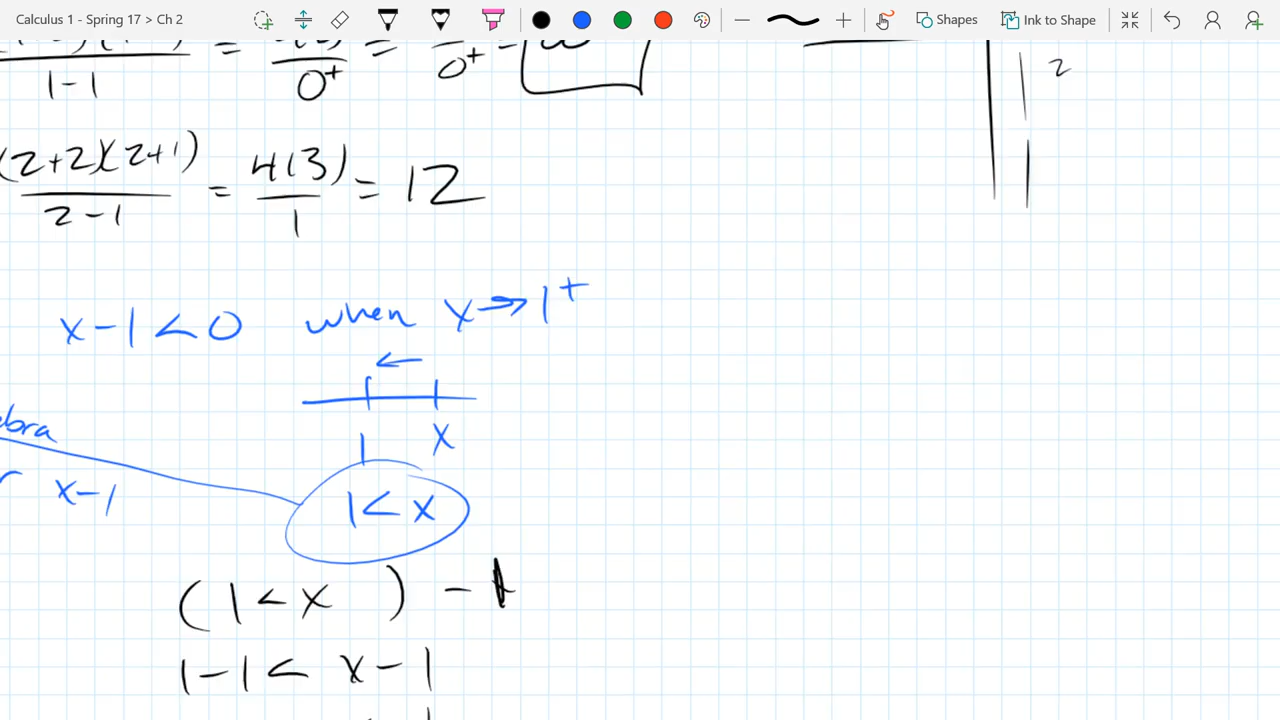 Calculus 1 - Spring 17 > Ch 2
Shapes
Ink to Shape
1-1 = 0⁺ = 0⁺ =
1 2
1
(2+2)(2+1) / 2-1 = 4(3) / 1 = 12
x-1<0 when x→1⁺
←
1 x
ebra
x-1
1<x
(1<x) -1
1-1 < x-1